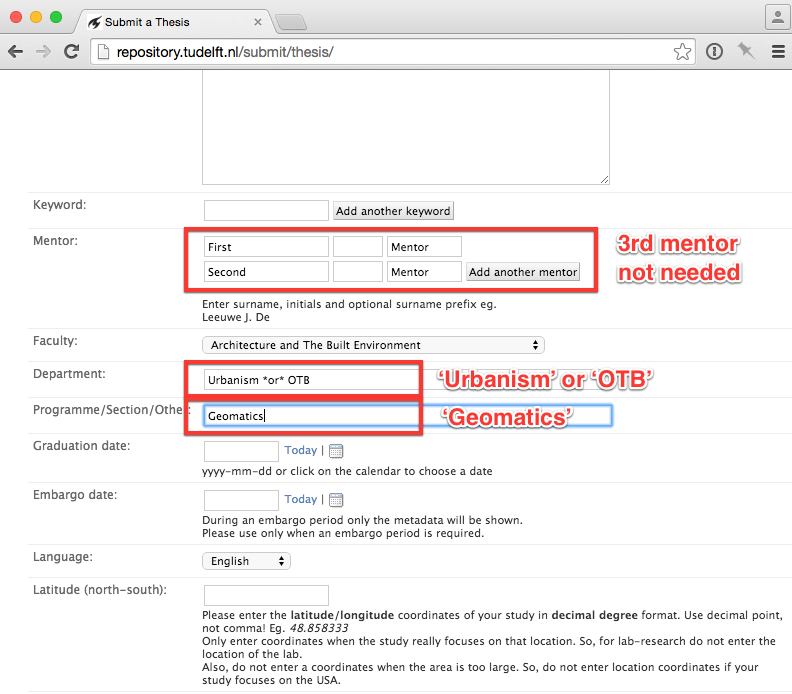 Submit a Thesis
repository.tudelft.nl/submit/thesis/
Keyword:
Add another keyword
Mentor:
First Mentor
Second Mentor Add another mentor
3rd mentor
not needed
Enter surname, initials and optional surname prefix eg.
Leeuwe J. De
Faculty:
Architecture and The Built Environment
Department:
Urbanism *or* OTB
‘Urbanism’ or ‘OTB’
Programme/Section/Other:
Geomatics
‘Geomatics’
Graduation date:
Today |
yyyy-mm-dd or click on the calendar to choose a date
Embargo date:
Today |
During an embargo period only the metadata will be shown.
Please use only when an embargo period is required.
Language:
English
Latitude (north-south):
Please enter the latitude/longitude coordinates of your study in decimal degree format. Use decimal point,
not comma! Eg. 48.858333
Only enter coordinates when the study really focuses on that location. So, for lab-research do not enter the
location of the lab.
Also, do not enter a coordinates when the area is too large. So, do not enter location coordinates if your
study focuses on the USA.